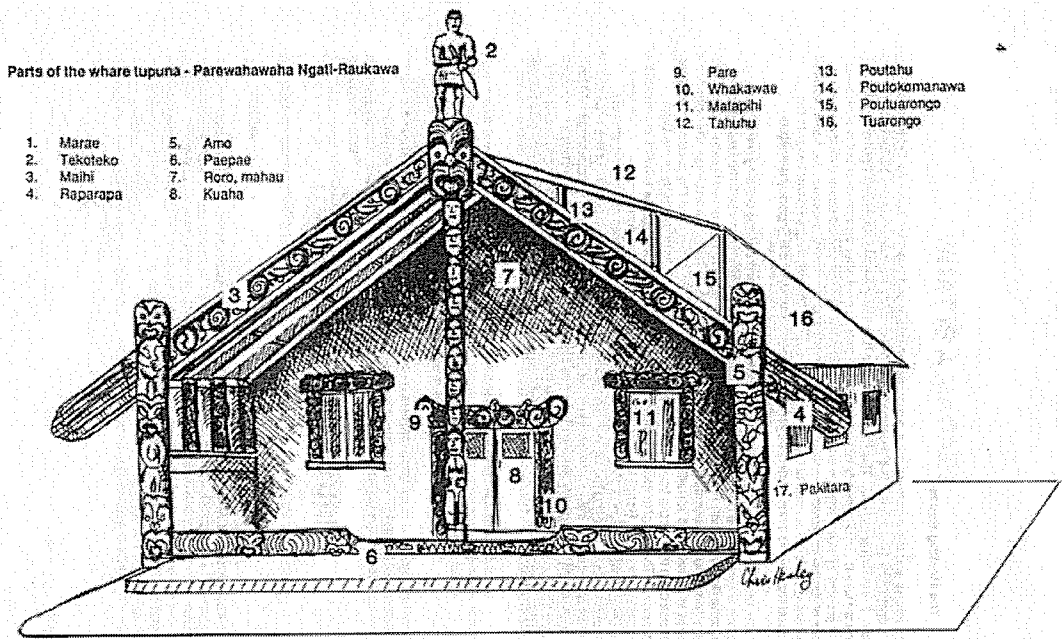 Parts of the whare tupuna - Parewahawaha Ngati-Raukawa
4
1. Marae
2. Tekoteko
3. Maihi
4. Raparapa
5. Amo
6. Paepae
7. Roro, mahau
8. Kuaha
9. Pare
10. Whakawae
11. Matapihi
12. Tahuhu
13. Poutahu
14. Poutokomanawa
15. Poutuarongo
16. Tuarongo
2
12
13
14
3
7
15
16
5
11
9
4
8
17. Pakitara
10
6
Chris Healey